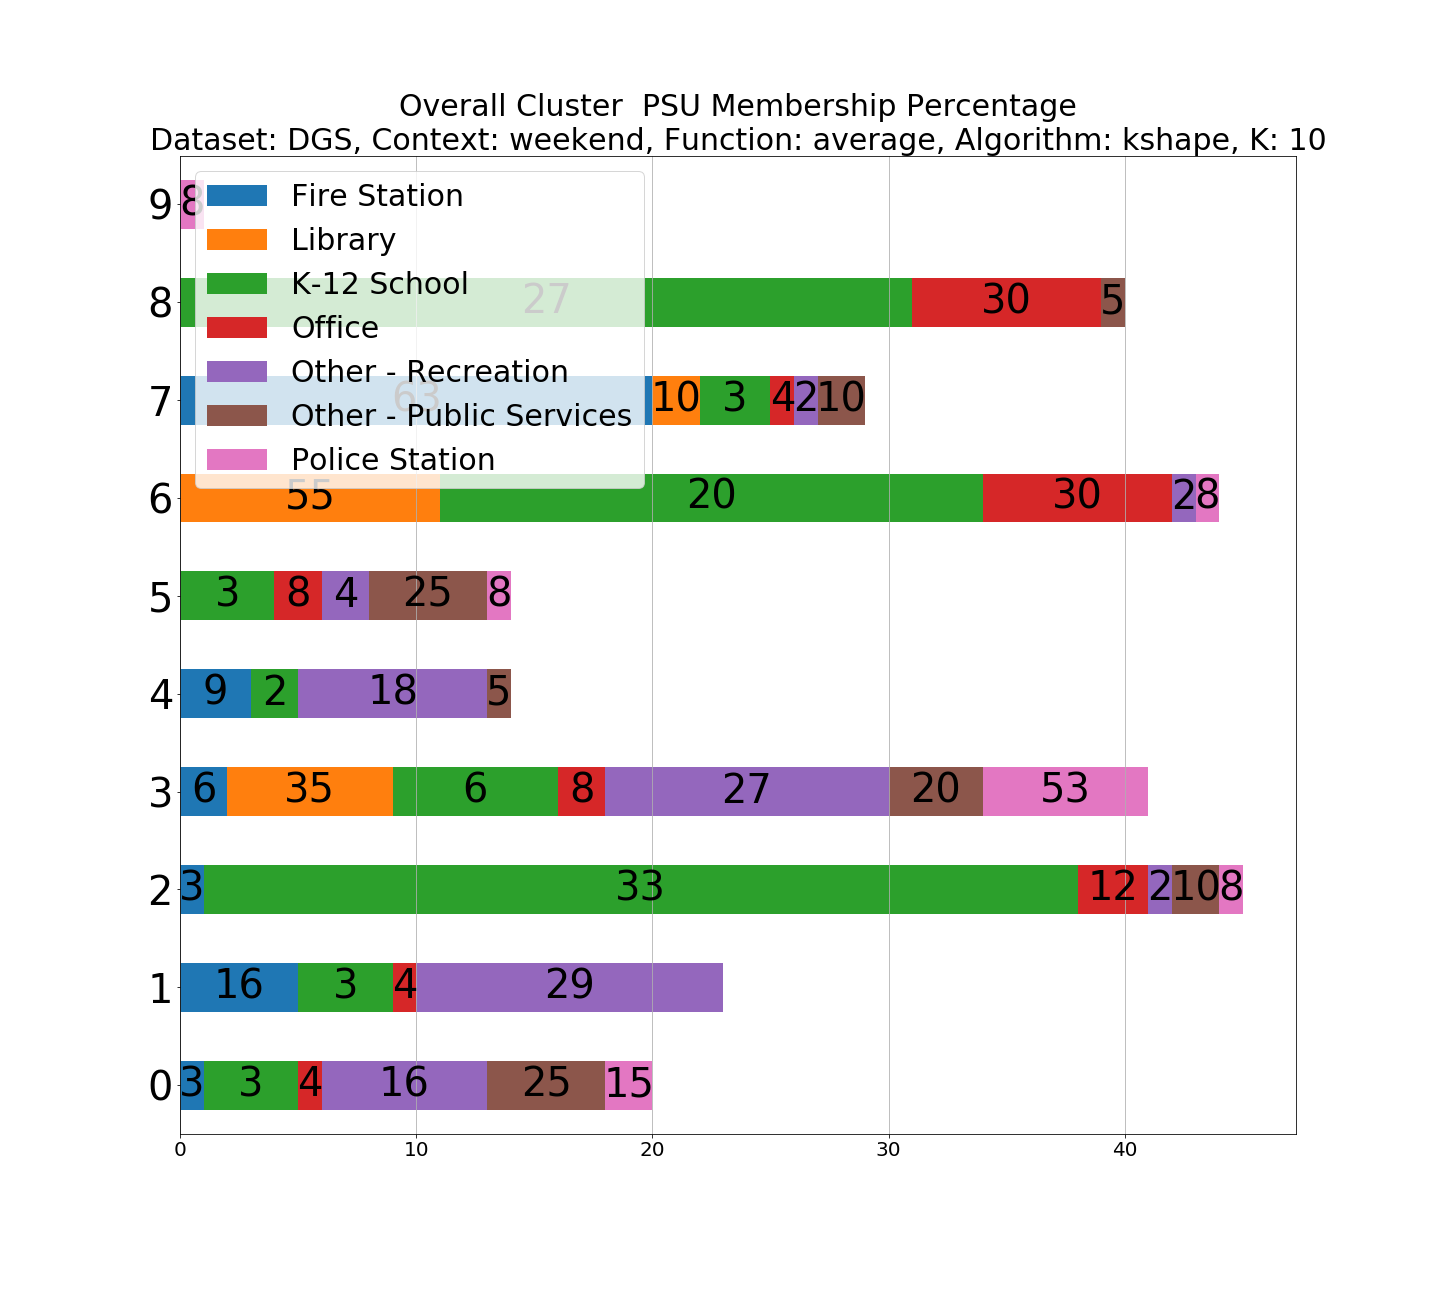 Overall Cluster  PSU Membership Percentage
Dataset: DGS, Context: weekend, Function: average, Algorithm: kshape, K: 10
Fire Station
Library
K-12 School
Office
Other - Recreation
Other - Public Services
Police Station
9 8
8 27 30 5
7 63 10 3 4 2 10
6 55 20 30 2 8
5 3 8 4 25 8
4 9 2 18 5
3 6 35 6 8 27 20 53
2 3 33 12 2 10 8
1 16 3 4 29
0 3 3 4 16 25 15
0 10 20 30 40